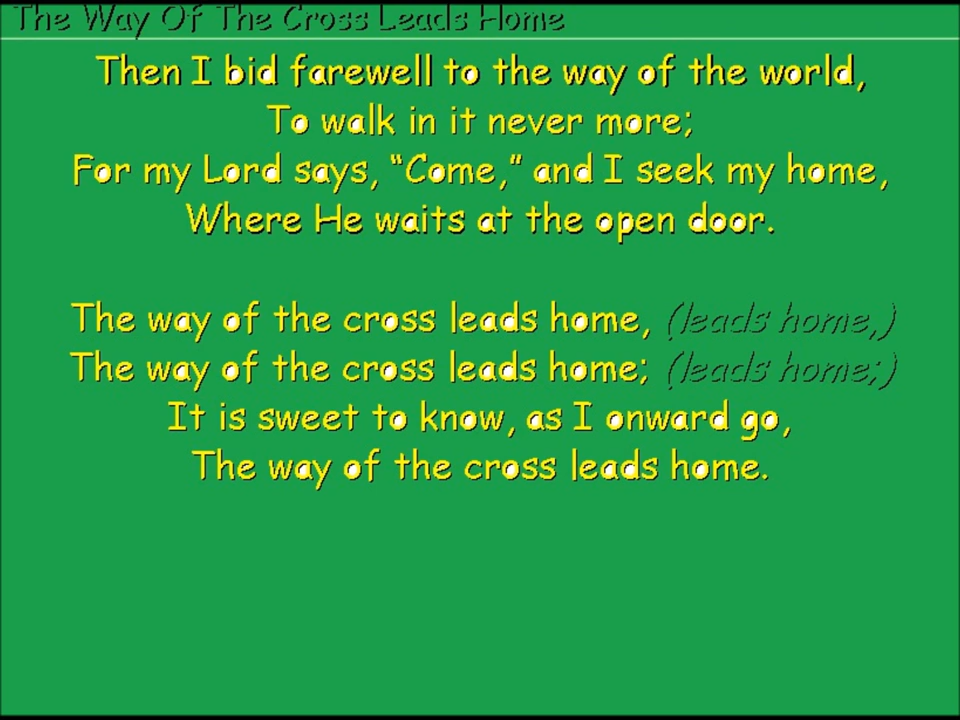 The Way Of The Cross Leads Home
Then I bid farewell to the way of the world,
To walk in it never more;
For my Lord says, “Come,” and I seek my home,
Where He waits at the open door.
The way of the cross leads home, (leads home,)
The way of the cross leads home; (leads home;)
It is sweet to know, as I onward go,
The way of the cross leads home.